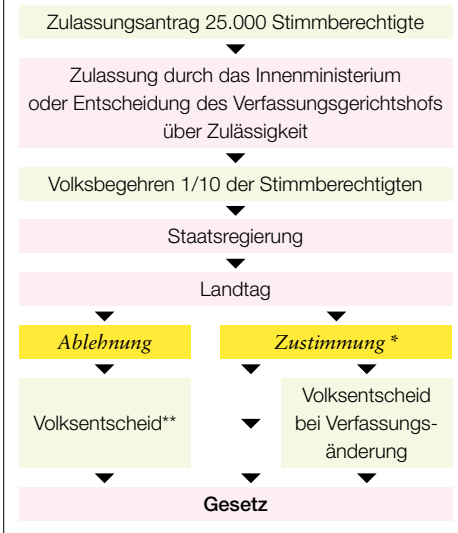 Zulassungsantrag 25.000 Stimmberechtigte
Zulassung durch das Innenministerium
oder Entscheidung des Verfassungsgerichtshofs
über Zulässigkeit
Volksbegehren 1/10 der Stimmberechtigten
Staatsregierung
Landtag
Ablehnung
Zustimmung *
Volksentscheid**
Volksentscheid
bei Verfassungs-
änderung
Gesetz